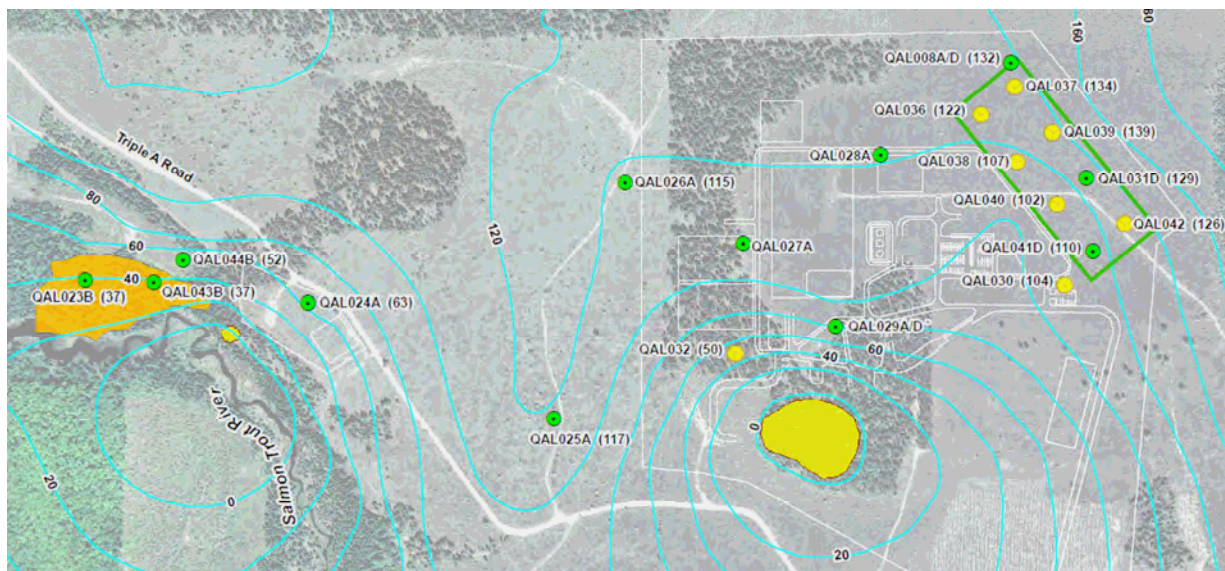 80
160
QAL008A/D (132)
QAL037 (134)
QAL036 (122)
QAL039 (139)
Triple A Road
QAL028A
QAL038 (107)
QAL026A (115)
QAL031D (129)
80
QAL040 (102)
120
QAL042 (126)
60
QAL027A
QAL041D (110)
QAL044B (52)
40
QAL023B (37)
QAL043B (37)
QAL024A (63)
QAL030 (104)
QAL029A/D
QAL032 (50)
60
40
Salmon Trout River
0
QAL025A (117)
20
0
20